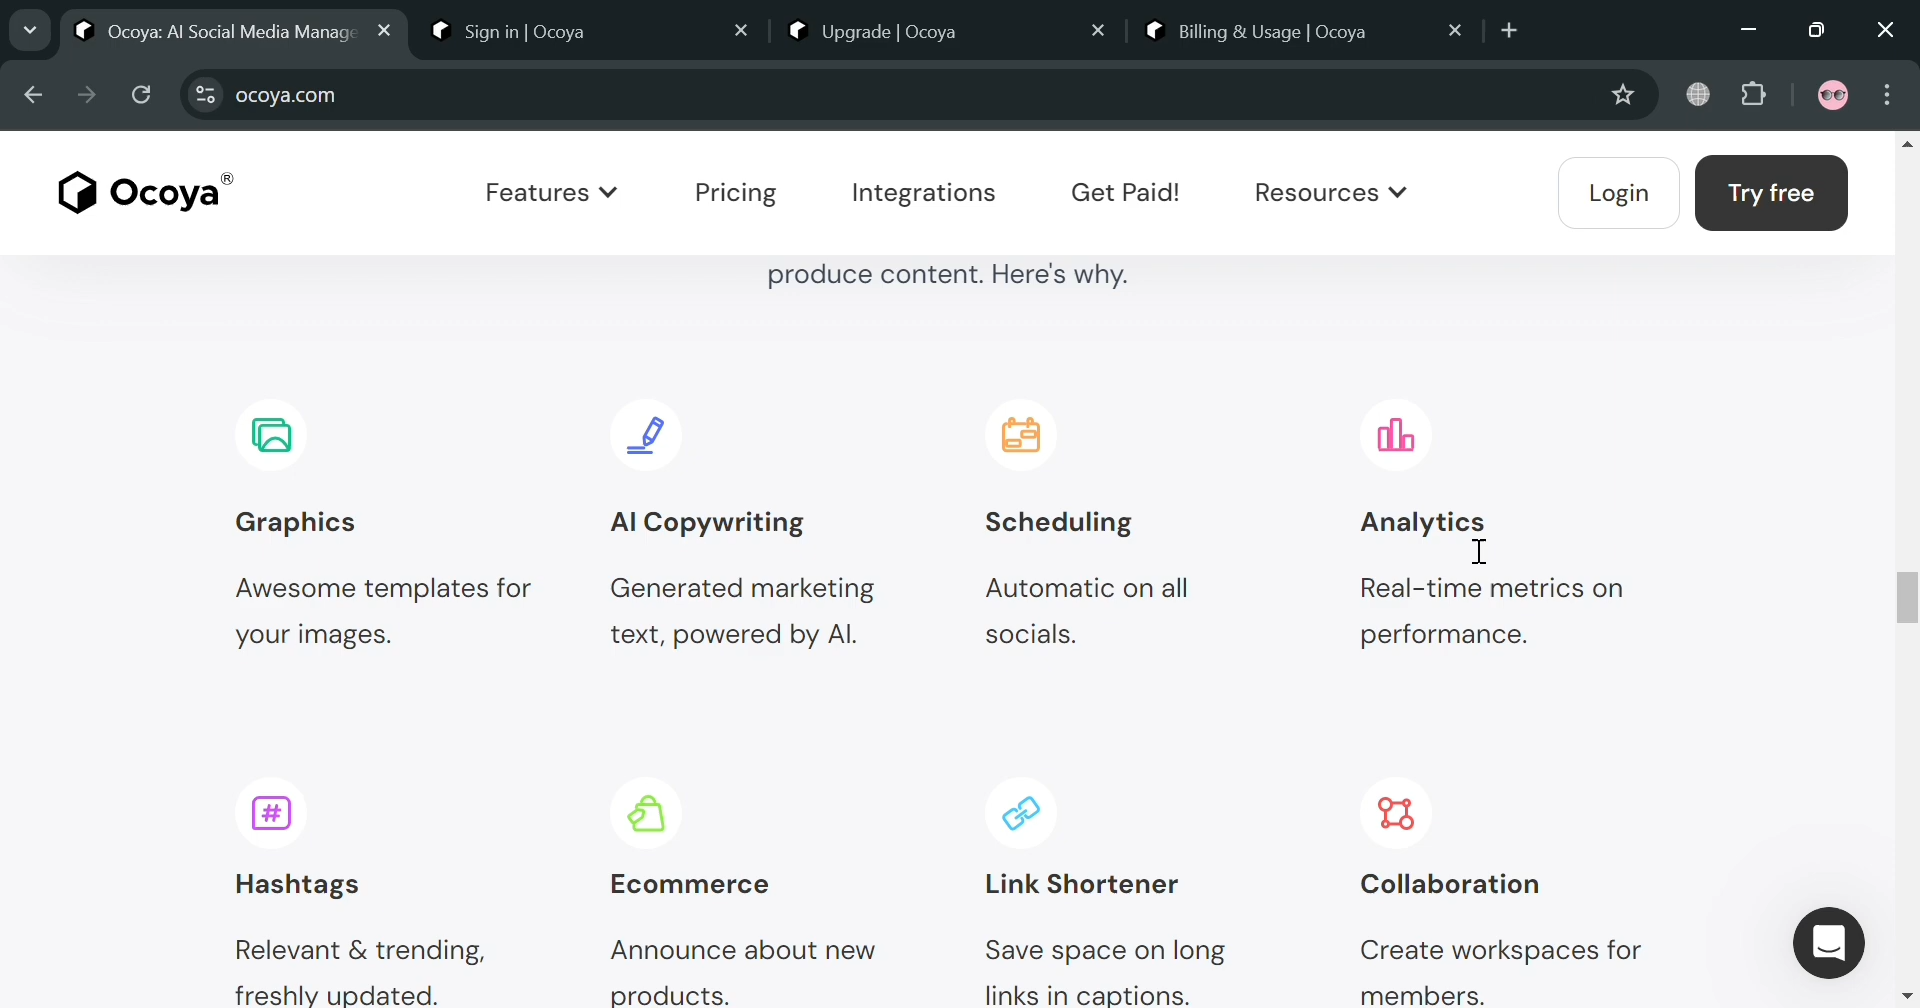 Ocoya: AI Social Media Manage
Sign in | Ocoya
Upgrade | Ocoya
Billing & Usage | Ocoya
ocoya.com
Ocoya®
Features
Pricing
Integrations
Get Paid!
Resources
Login
Try free
produce content. Here's why.
Graphics
Awesome templates for
your images.
AI Copywriting
Generated marketing
text, powered by AI.
Scheduling
Automatic on all
socials.
Analytics
Real-time metrics on
performance.
#
Hashtags
Relevant & trending,
freshly updated.
Ecommerce
Announce about new
products.
Link Shortener
Save space on long
links in captions.
Collaboration
Create workspaces for
members.